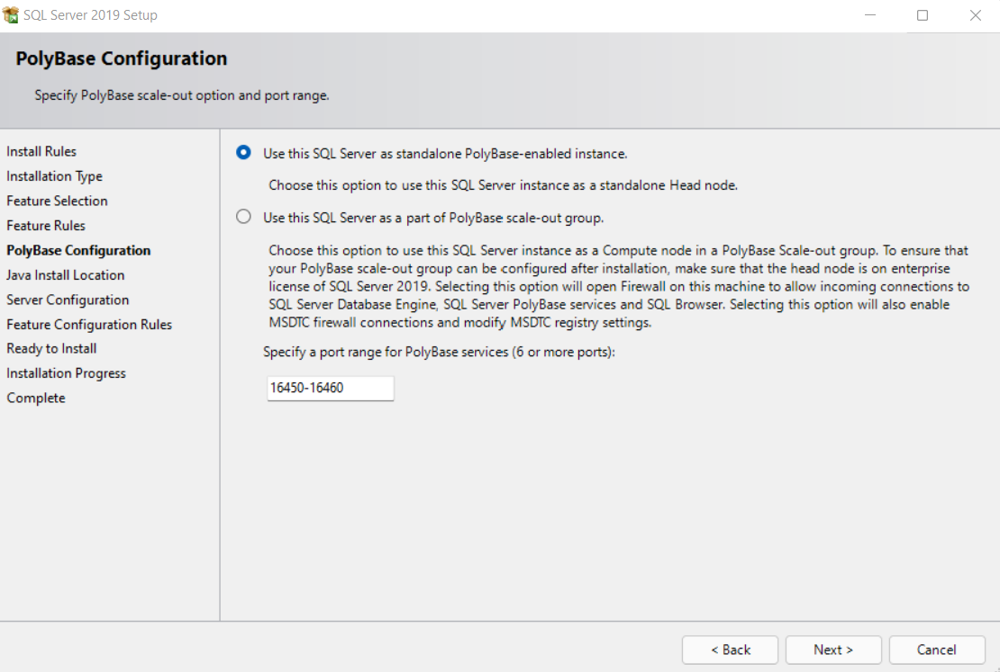 SQL Server 2019 Setup
PolyBase Configuration
Specify PolyBase scale-out option and port range.
Install Rules
Installation Type
Feature Selection
Feature Rules
PolyBase Configuration
Java Install Location
Server Configuration
Feature Configuration Rules
Ready to Install
Installation Progress
Complete
Use this SQL Server as standalone PolyBase-enabled instance.
Choose this option to use this SQL Server instance as a standalone Head node.
Use this SQL Server as a part of PolyBase scale-out group.
Choose this option to use this SQL Server instance as a Compute node in a PolyBase Scale-out group. To ensure that
your PolyBase scale-out group can be configured after installation, make sure that the head node is on enterprise
license of SQL Server 2019. Selecting this option will open Firewall on this machine to allow incoming connections to
SQL Server Database Engine, SQL Server PolyBase services and SQL Browser. Selecting this option will also enable
MSDTC firewall connections and modify MSDTC registry settings.
Specify a port range for PolyBase services (6 or more ports):
16450-16460
< Back
Next >
Cancel